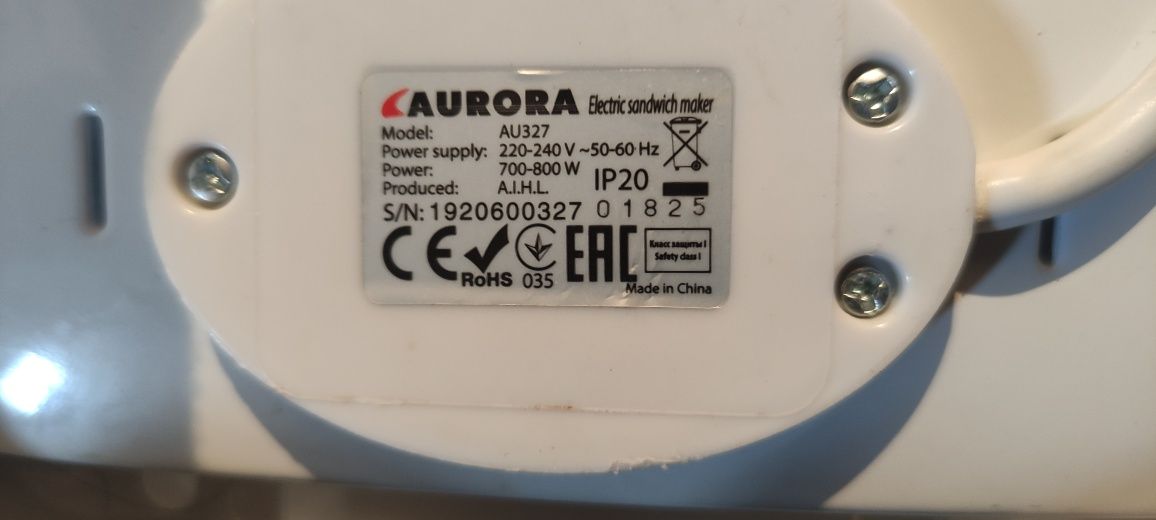 AURORA Electric sandwich maker
Model: AU327
Power supply: 220-240 V ~50-60 Hz
Power: 700-800 W
Produced: A.I.H.L. IP20
S/N: 1920600327 01825
CE RoHS 035 EAC
Класс защиты I
Safety class I
Made in China